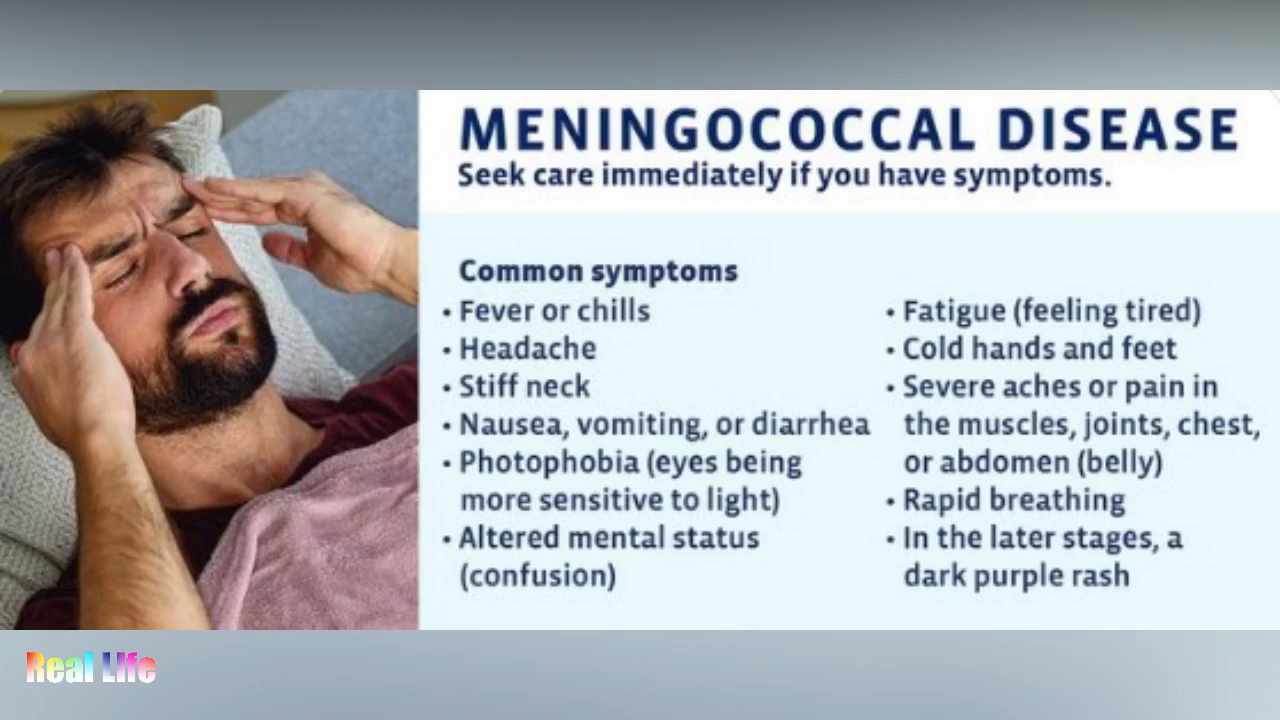 MENINGOCOCCAL DISEASE
Seek care immediately if you have symptoms.
Common symptoms
• Fever or chills
• Headache
• Stiff neck
• Nausea, vomiting, or diarrhea
• Photophobia (eyes being
more sensitive to light)
• Altered mental status
(confusion)
• Fatigue (feeling tired)
• Cold hands and feet
• Severe aches or pain in
the muscles, joints, chest,
or abdomen (belly)
• Rapid breathing
• In the later stages, a
dark purple rash
Real LIfe